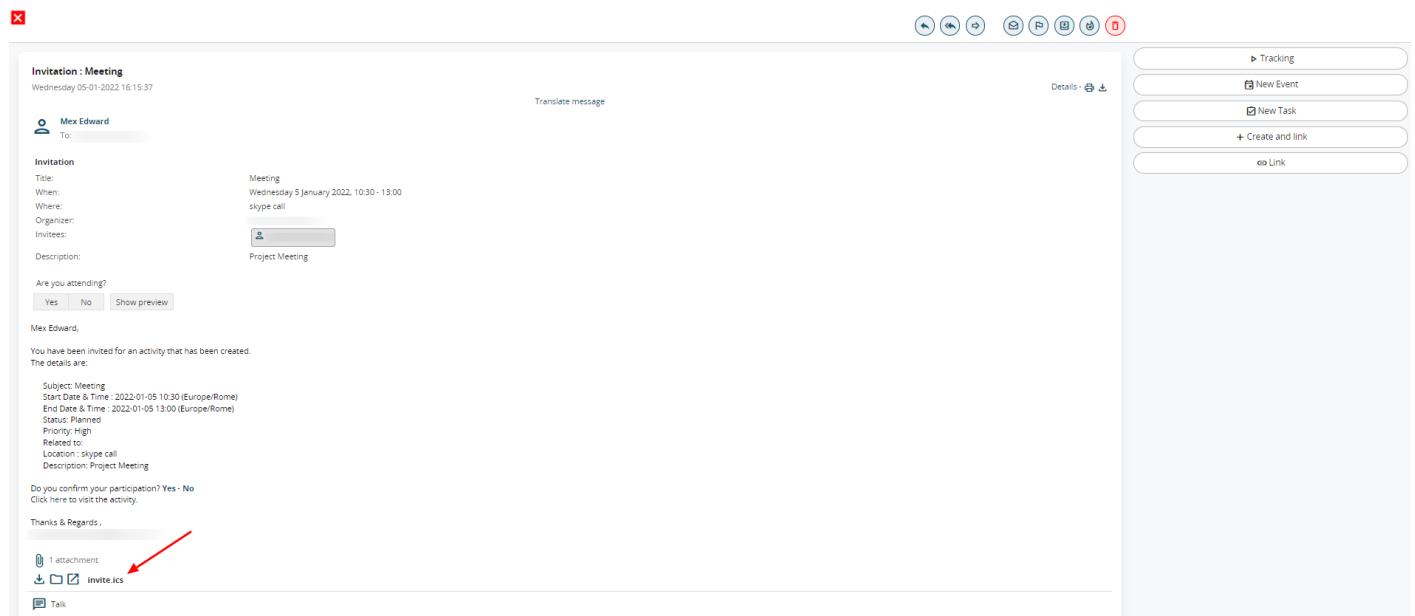 Invitation : Meeting
Wednesday 05-01-2022 16:15:37
Details -
Translate message
Mex Edward
To:
Invitation
Title: Meeting
When: Wednesday 5 January 2022, 10:30 - 13:00
Where: skype call
Organizer:
Invitees:
Description: Project Meeting
Are you attending?
Yes No Show preview
Mex Edward,
You have been invited for an activity that has been created.
The details are:
Subject: Meeting
Start Date & Time : 2022-01-05 10:30 (Europe/Rome)
End Date & Time : 2022-01-05 13:00 (Europe/Rome)
Status: Planned
Priority: High
Related to:
Location : skype call
Description: Project Meeting
Do you confirm your participation? Yes - No
Click here to visit the activity.
Thanks & Regards ,
1 attachment
invite.ics
Talk
Tracking
New Event
New Task
+ Create and link
Link